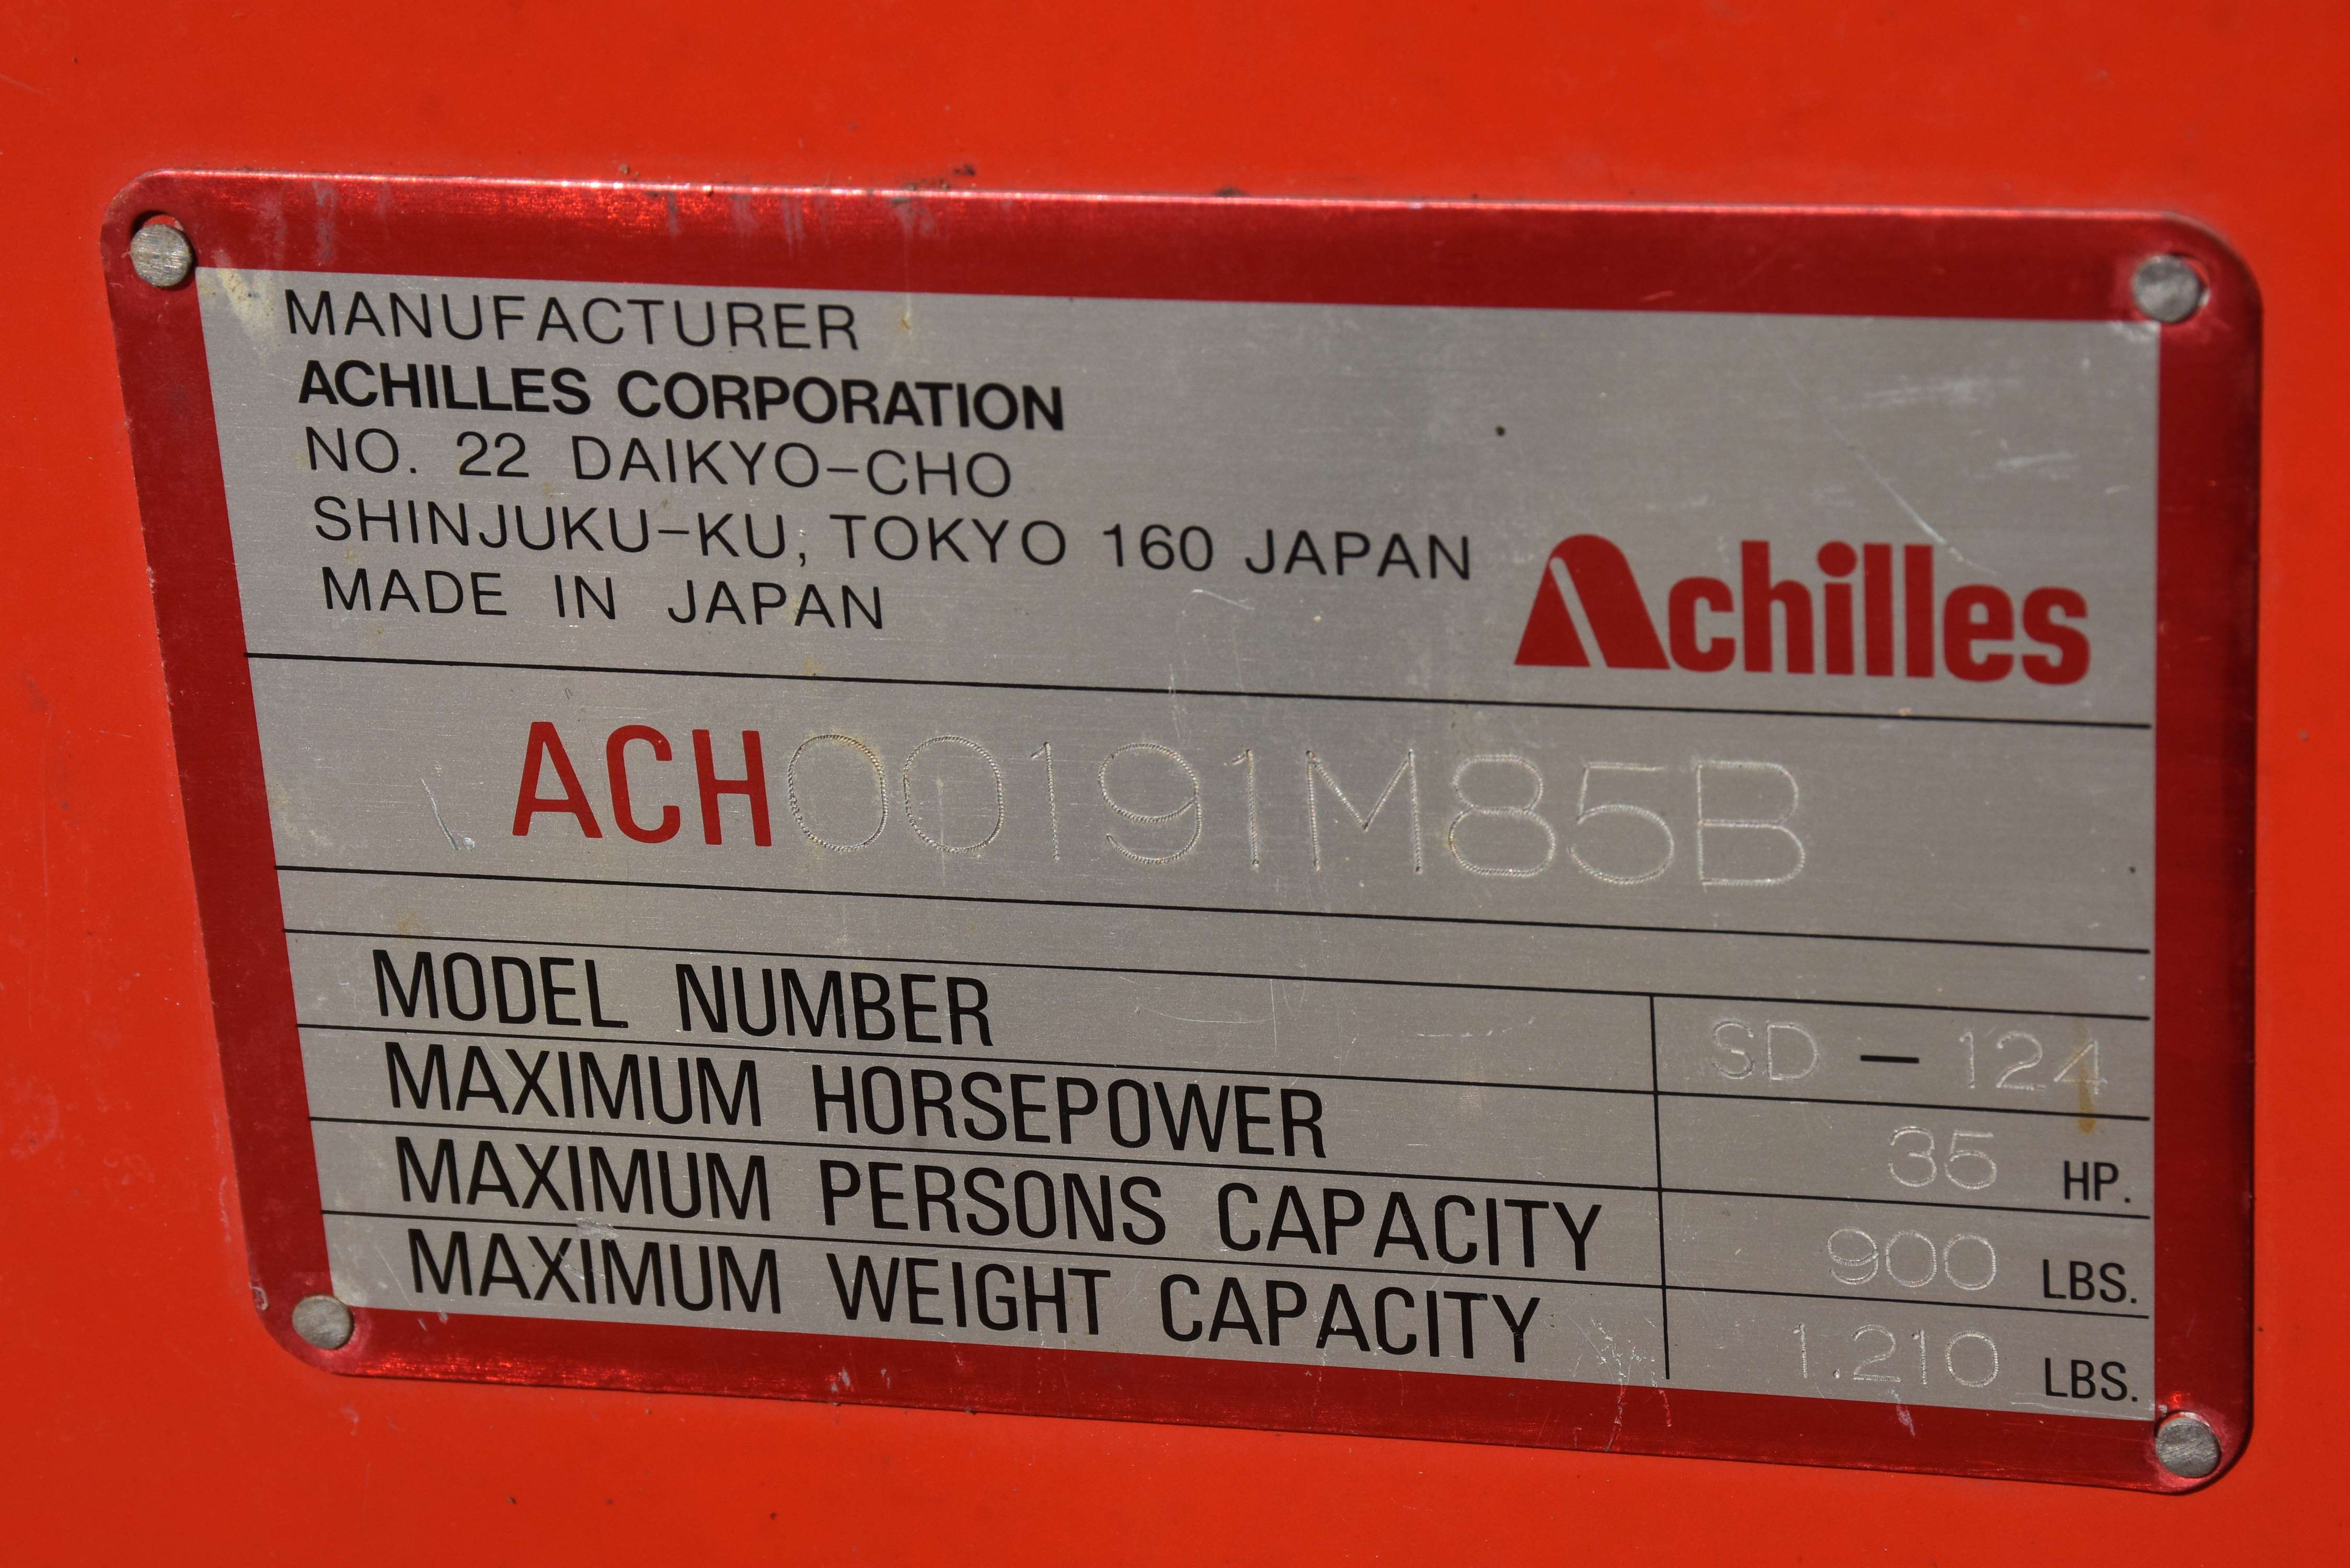 MANUFACTURER
ACHILLES CORPORATION
NO. 22 DAIKYO-CHO
SHINJUKU-KU, TOKYO 160 JAPAN
MADE IN JAPAN
Achilles
ACH00191M85B
MODEL NUMBER SD - 124
MAXIMUM HORSEPOWER 35 HP.
MAXIMUM PERSONS CAPACITY 900 LBS.
MAXIMUM WEIGHT CAPACITY 1.210 LBS.